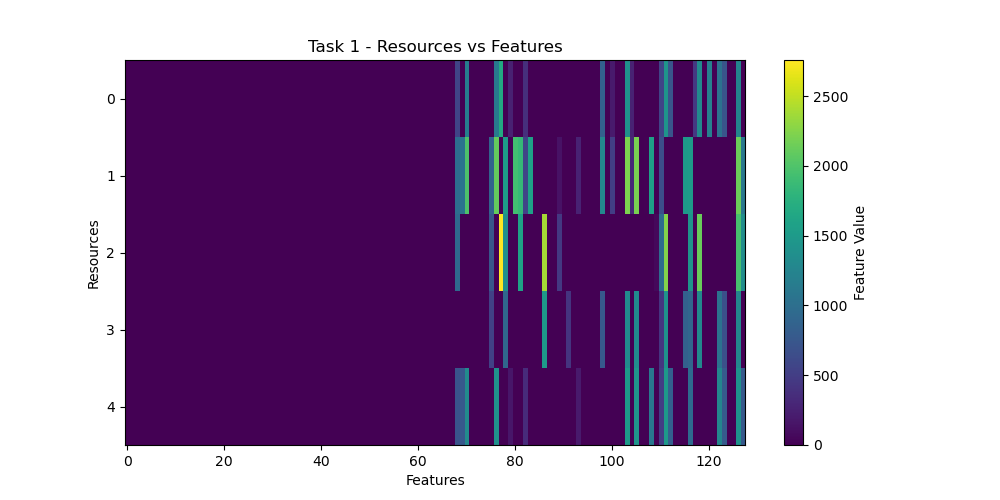 Task 1 - Resources vs Features
Resources
0
1
2
3
4
0 20 40 60 80 100 120
Features
2500
2000
1500
1000
500
0
Feature Value